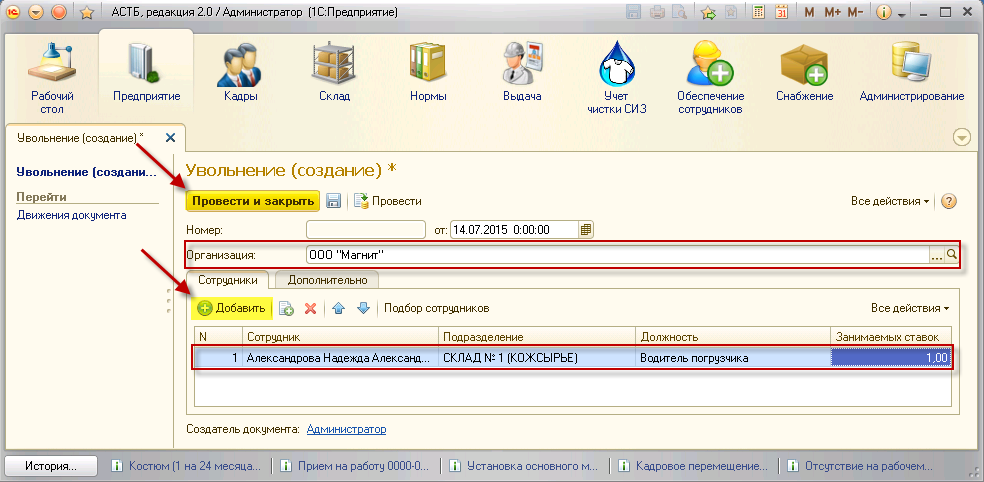 АСТБ, редакция 2.0 / Администратор (1С:Предприятие)
M M+ M-
Рабочий стол
Предприятие
Кадры
Склад
Нормы
Выдача
Учет чистки СИЗ
Обеспечение сотрудников
Снабжение
Администрирование
Увольнение (создание) *
Увольнение (создани...
Перейти
Движения документа
Увольнение (создание) *
Провести и закрыть Провести Все действия
Номер: от: 14.07.2015 0:00:00
Организация: ООО "Магнит" ...
Сотрудники Дополнительно
Добавить Подбор сотрудников Все действия
N Сотрудник Подразделение Должность Занимаемых ставок
1 Александрова Надежда Александ... СКЛАД № 1 (КОЖСЫРЬЕ) Водитель погрузчика 1,00
Создатель документа: Администратор
История... Костюм (1 на 24 месяца... Прием на работу 0000-0... Установка основного м... Кадровое перемещение... Отсутствие на рабочем...